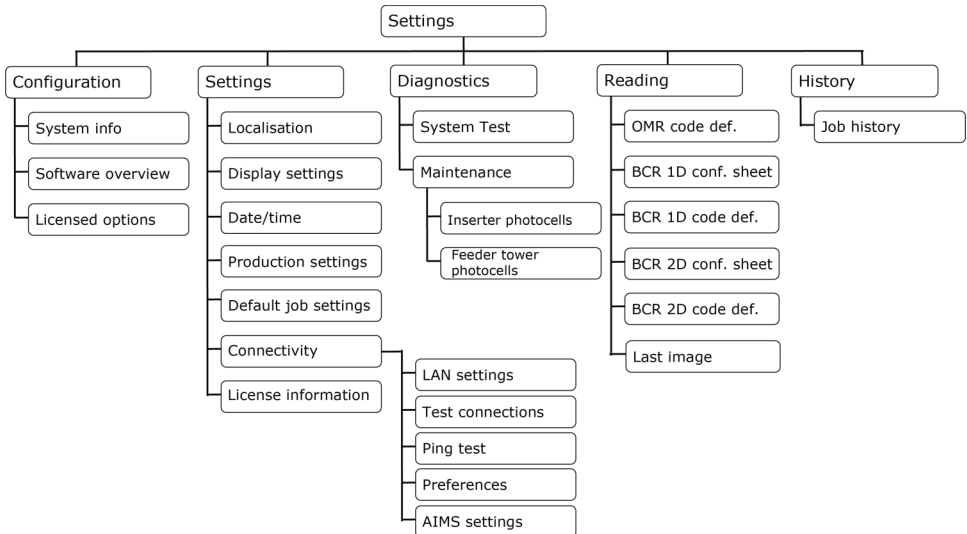 Settings
Configuration
System info
Software overview
Licensed options
Settings
Localisation
Display settings
Date/time
Production settings
Default job settings
Connectivity
License information
LAN settings
Test connections
Ping test
Preferences
AIMS settings
Diagnostics
System Test
Maintenance
Inserter photocells
Feeder tower
photocells
Reading
OMR code def.
BCR 1D conf. sheet
BCR 1D code def.
BCR 2D conf. sheet
BCR 2D code def.
Last image
History
Job history